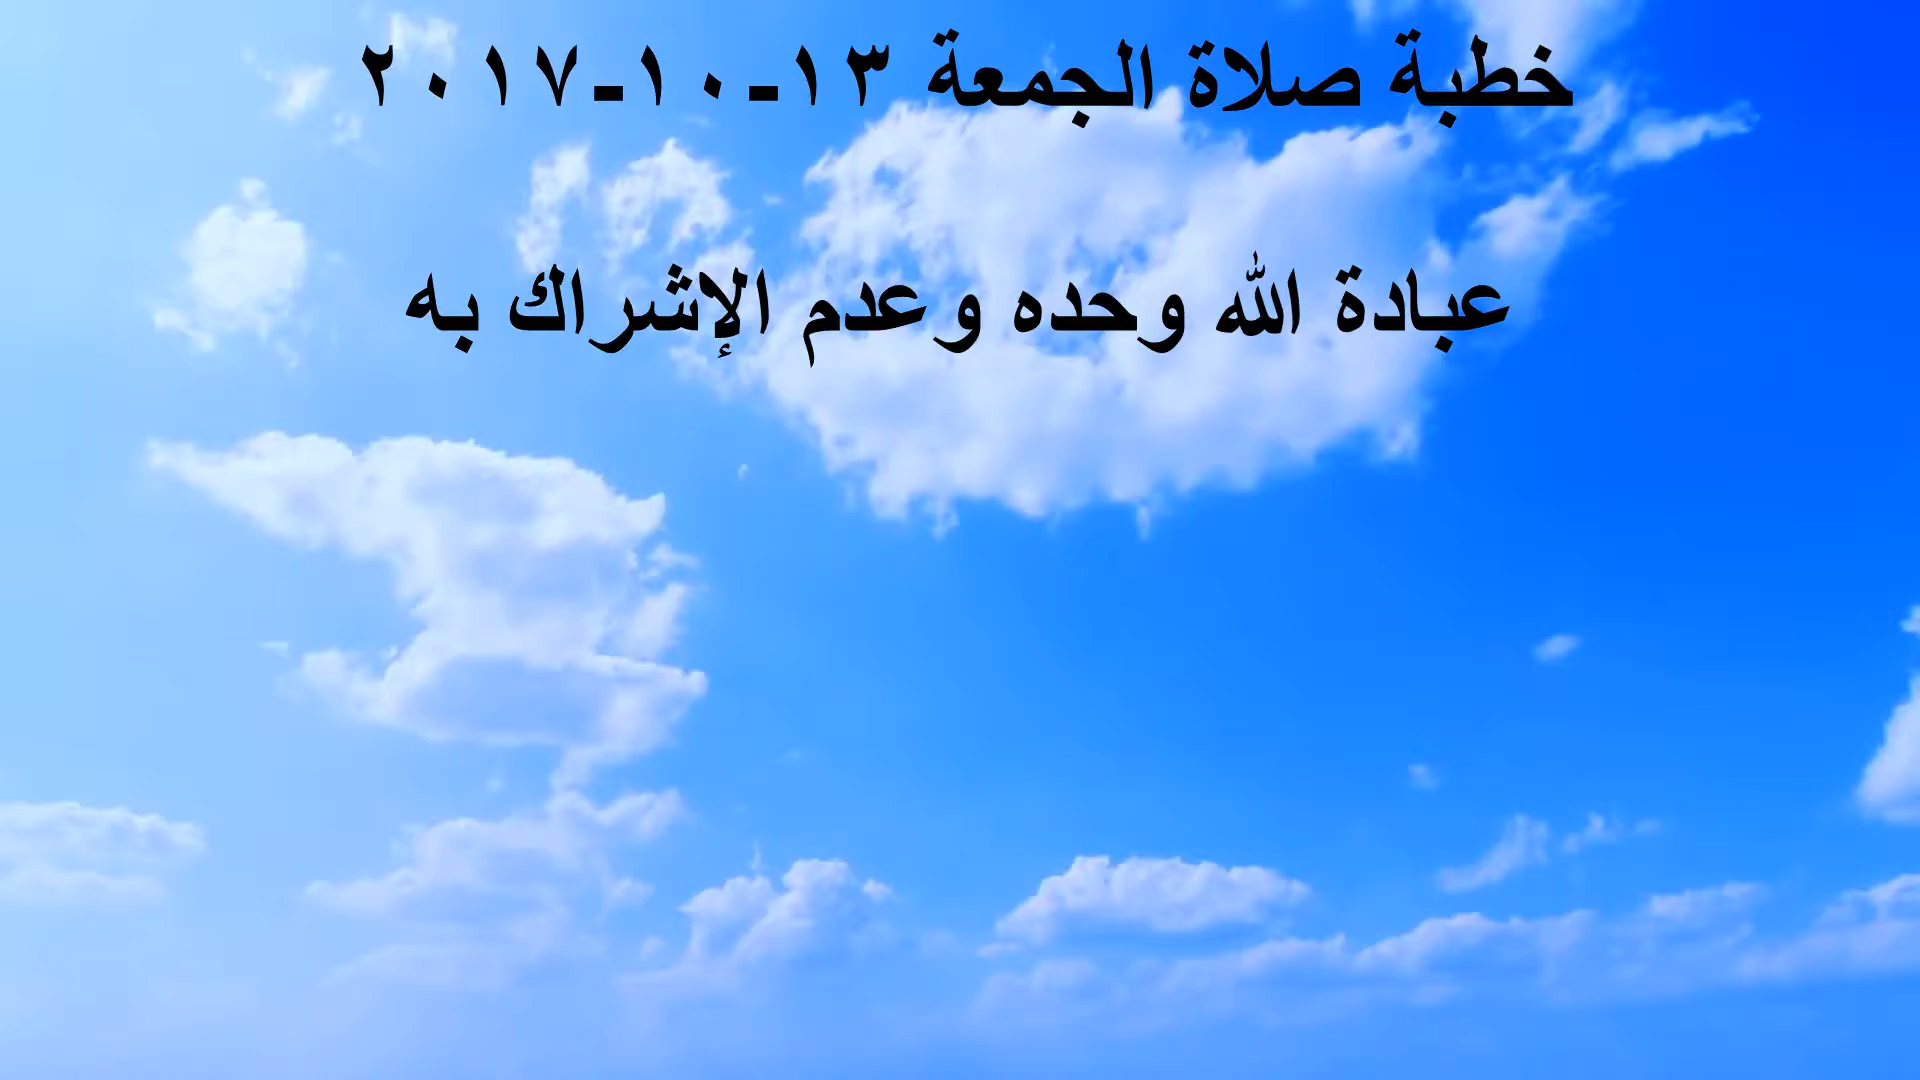 خطبة صلاة الجمعة ١٣-١٠-٢٠١٧
عبادة الله وحده وعدم الإشراك به